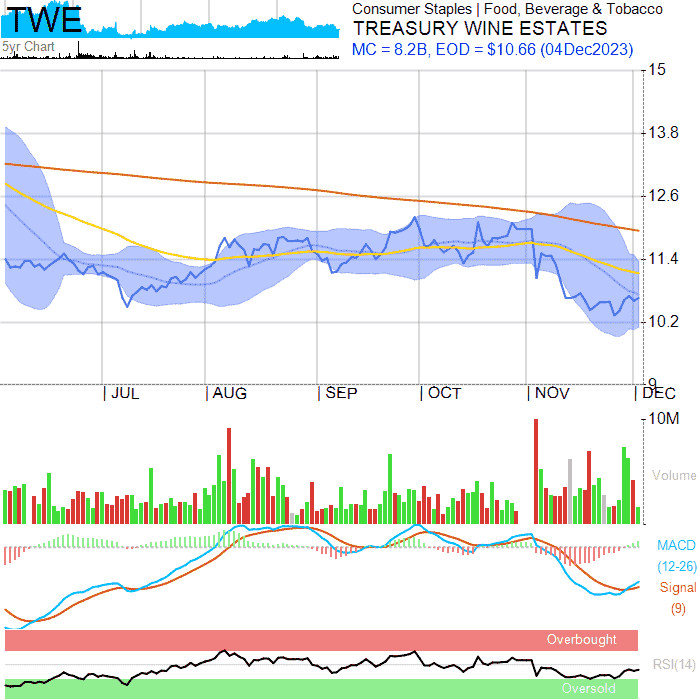 TWE
5yr Chart
Consumer Staples | Food, Beverage & Tobacco
TREASURY WINE ESTATES
MC = 8.2B, EOD = $10.66 (04Dec2023)
15
13.8
12.6
11.4
10.2
9
JUL AUG SEP OCT NOV DEC
10M
Volume
MACD
(12-26)
Signal
(9)
Overbought
RSI(14)
Oversold